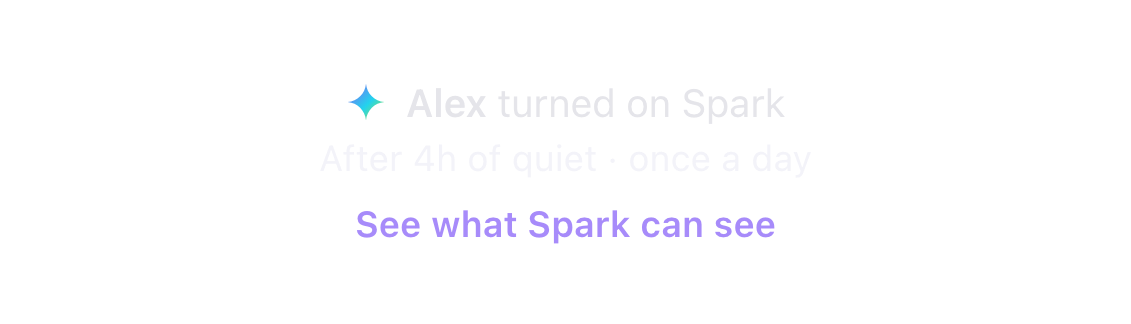 Alex turned on Spark
After 4h of quiet · once a day
See what Spark can see